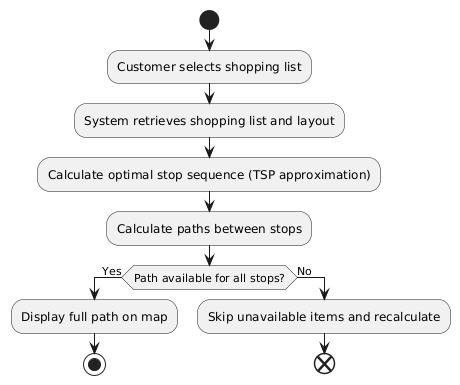 Customer selects shopping list
System retrieves shopping list and layout
Calculate optimal stop sequence (TSP approximation)
Calculate paths between stops
Yes
Path available for all stops?
No
Display full path on map
Skip unavailable items and recalculate